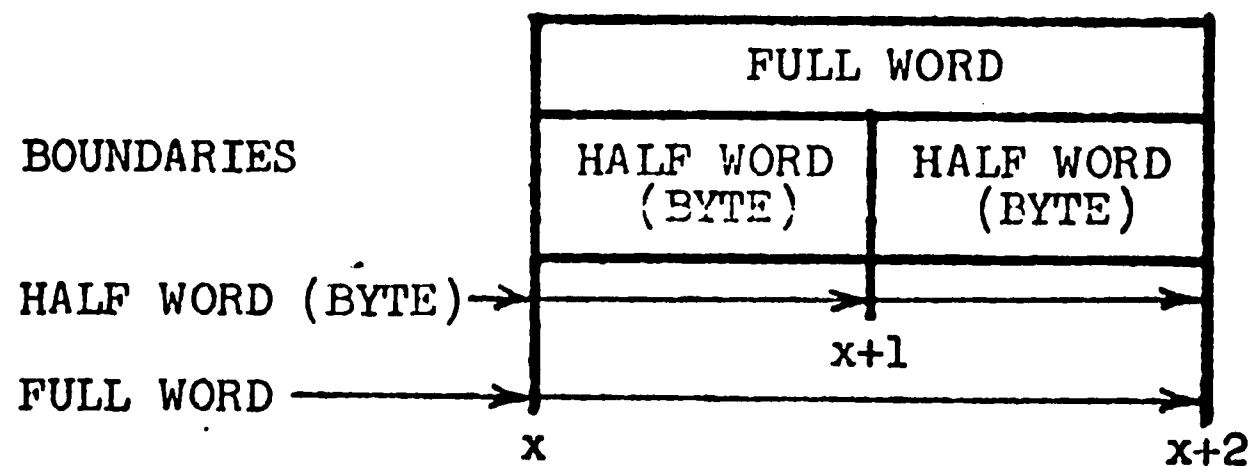 FULL WORD
BOUNDARIES
HALF WORD HALF WORD
(BYTE) (BYTE)
HALF WORD (BYTE)
x+1
FULL WORD
x x+2